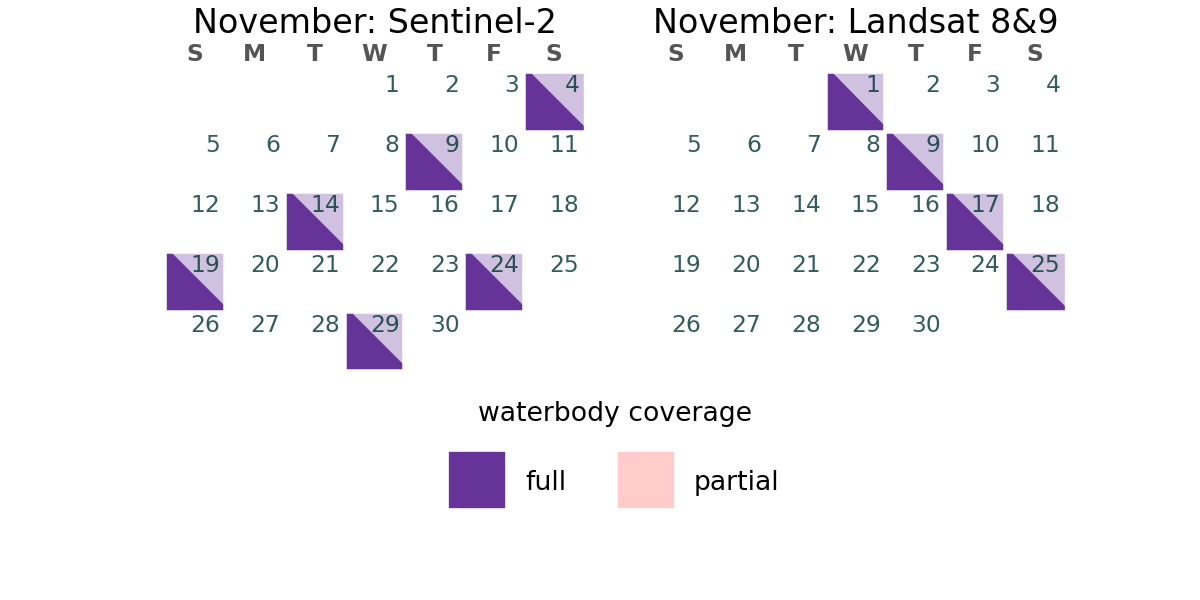 November: Sentinel-2
S M T W T F S
1 2 3 4
5 6 7 8 9 10 11
12 13 14 15 16 17 18
19 20 21 22 23 24 25
26 27 28 29 30
November: Landsat 8&9
S M T W T F S
1 2 3 4
5 6 7 8 9 10 11
12 13 14 15 16 17 18
19 20 21 22 23 24 25
26 27 28 29 30
waterbody coverage
full partial